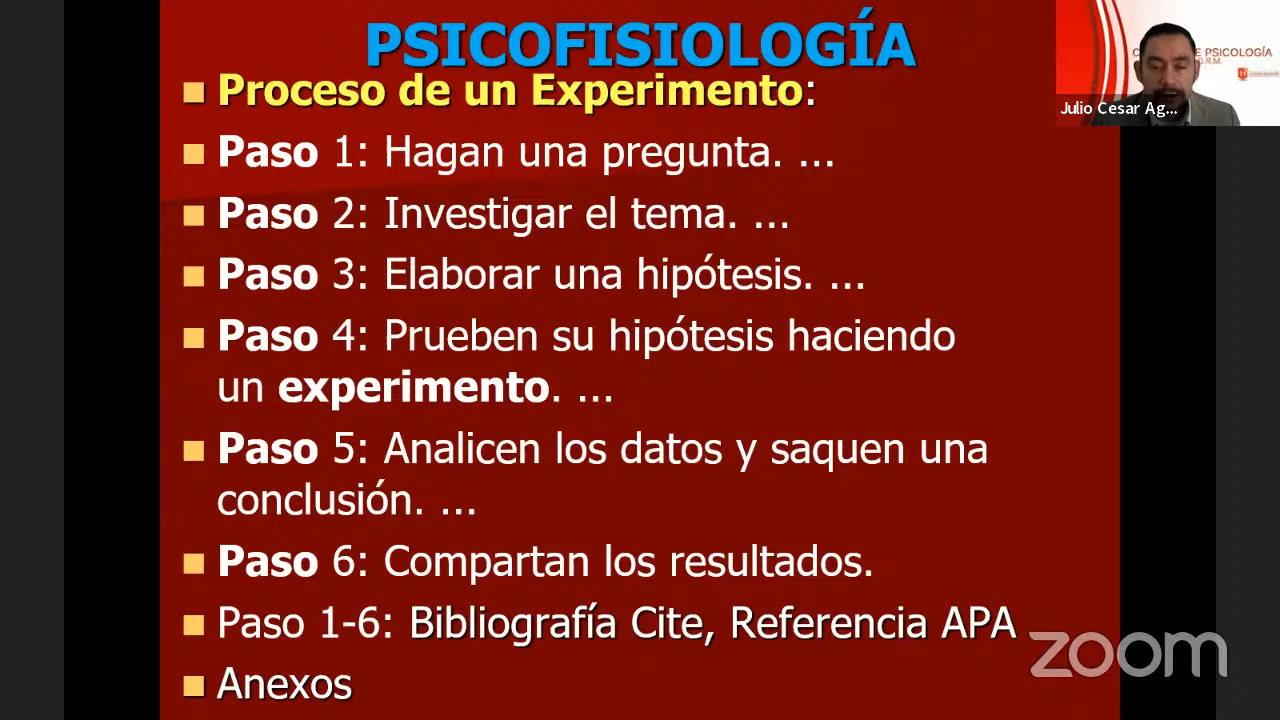 PSICOFISIOLOGÍA
■ Proceso de un Experimento:
■ Paso 1: Hagan una pregunta. ...
■ Paso 2: Investigar el tema. ...
■ Paso 3: Elaborar una hipótesis. ...
■ Paso 4: Prueben su hipótesis haciendo
un experimento. ...
■ Paso 5: Analicen los datos y saquen una
conclusión. ...
■ Paso 6: Compartan los resultados.
■ Paso 1-6: Bibliografía Cite, Referencia APA
■ Anexos
E PSICOLOGÍA
G.R.M.
Julio Cesar Ag...
zoom